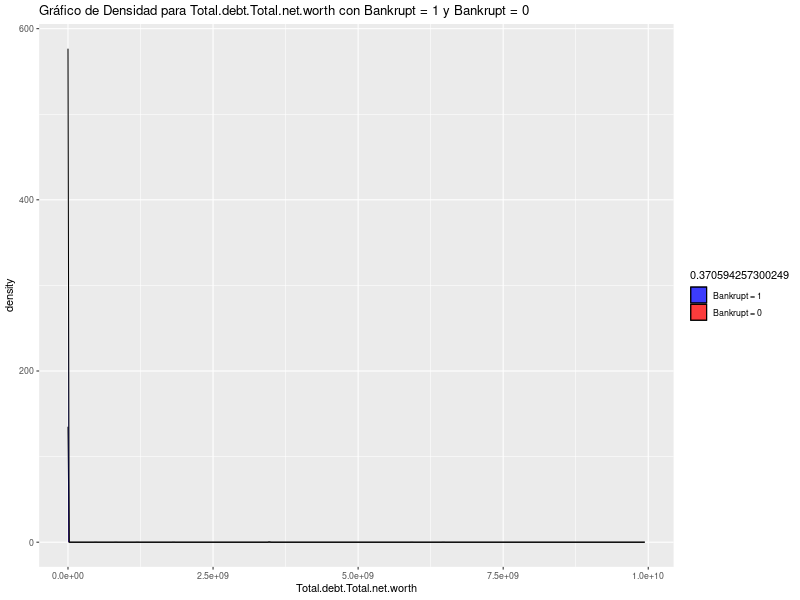 Gráfico de Densidad para Total.debt.Total.net.worth con Bankrupt = 1 y Bankrupt = 0
600
400
200
0
density
0.0e+00
2.5e+09
5.0e+09
7.5e+09
1.0e+10
Total.debt.Total.net.worth
0.370594257300249
Bankrupt = 1
Bankrupt = 0